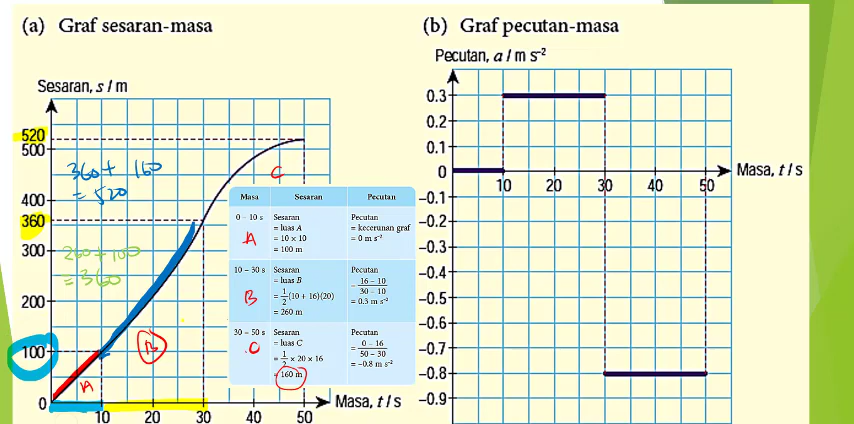 (a) Graf sesaran-masa
Sesaran, s / m
520
500
400
360
300
200
100
0
10 20 30 40 50
Masa, t / s
360 + 160
= 520
260 + 100
= 360
A
B
C
Masa Sesaran Pecutan
0 – 10 s
A
Sesaran
= luas A
= 10 × 10
= 100 m
Pecutan
= kecerunan graf
= 0 m s⁻²
10 – 30 s
B
Sesaran
= luas B
= 1/2 (10 + 16)(20)
= 260 m
Pecutan
= 16 – 10 / 30 – 10
= 0.3 m s⁻²
30 – 50 s
C
Sesaran
= luas C
= 1/2 × 20 × 16
= 160 m
Pecutan
= 0 – 16 / 50 – 30
= –0.8 m s⁻²
(b) Graf pecutan-masa
Pecutan, a / m s⁻²
0.3
0.2
0.1
0
–0.1
–0.2
–0.3
–0.4
–0.5
–0.6
–0.7
–0.8
–0.9
10 20 30 40 50
Masa, t / s